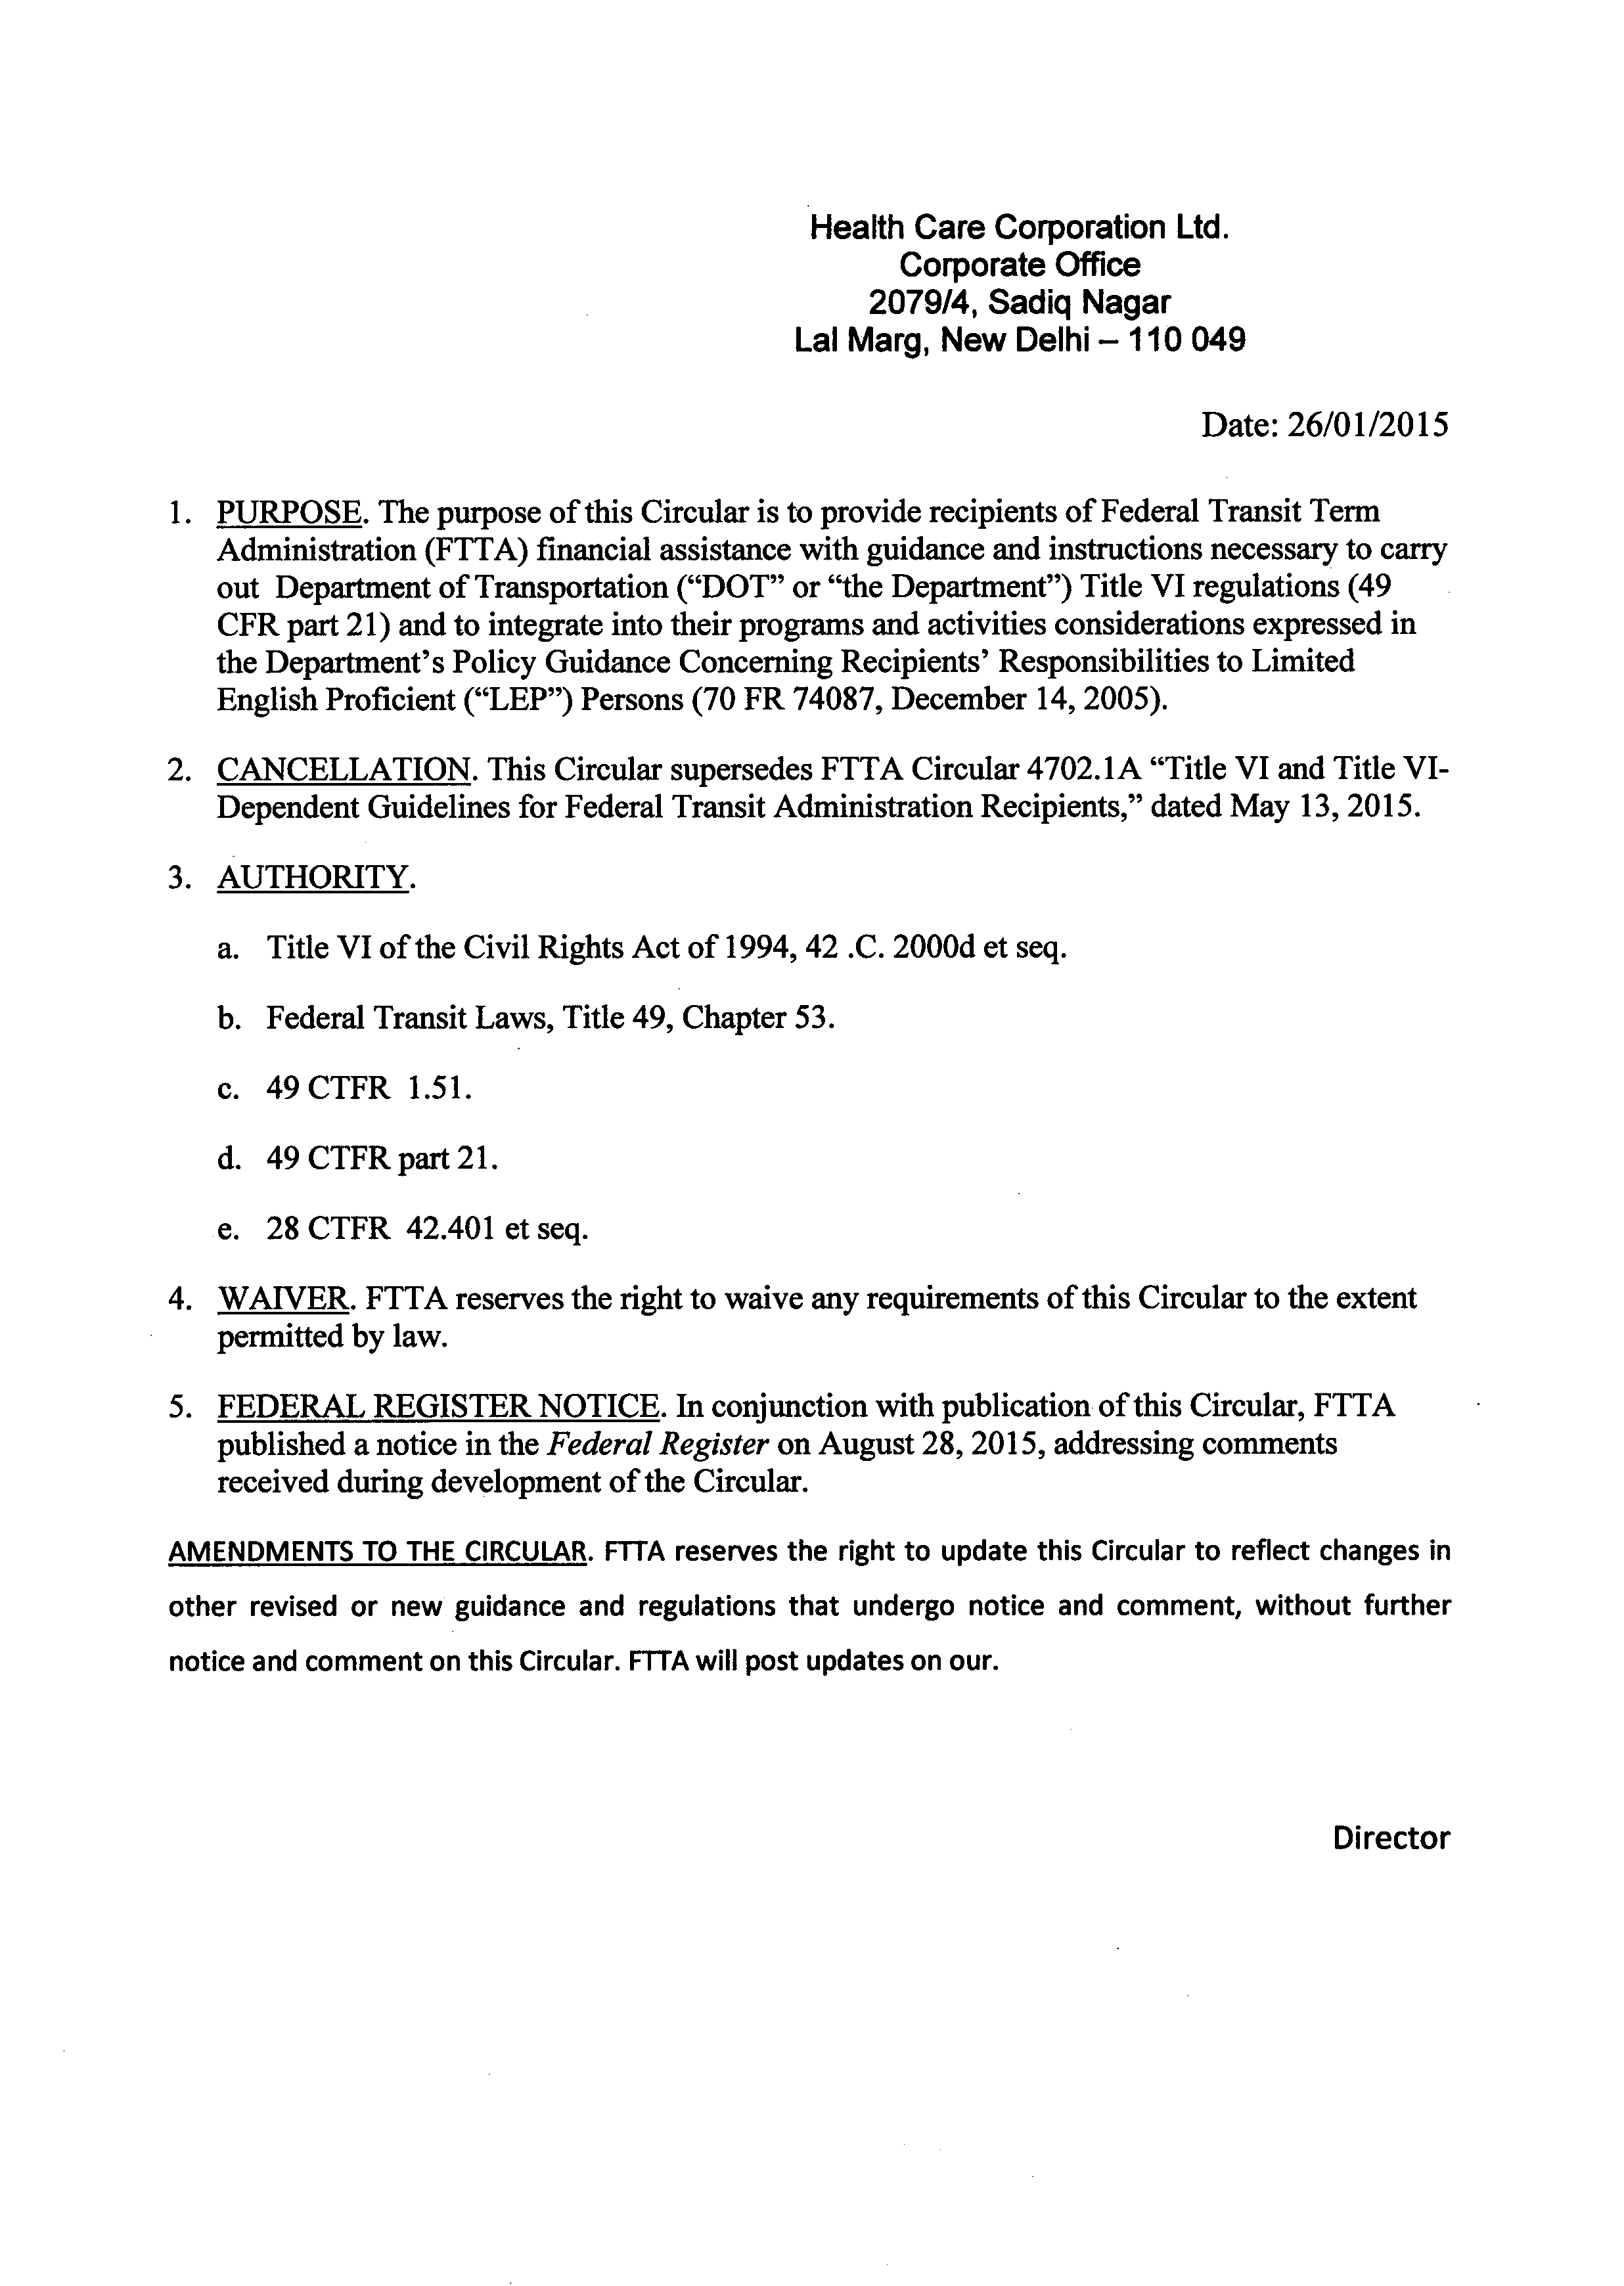 Health Care Corporation Ltd.
Corporate Office
2079/4, Sadiq Nagar
Lal Marg, New Delhi – 110 049
Date: 26/01/2015
1. PURPOSE. The purpose of this Circular is to provide recipients of Federal Transit Term
Administration (FTTA) financial assistance with guidance and instructions necessary to carry
out Department of Transportation (“DOT” or “the Department”) Title VI regulations (49
CFR part 21) and to integrate into their programs and activities considerations expressed in
the Department’s Policy Guidance Concerning Recipients’ Responsibilities to Limited
English Proficient (“LEP”) Persons (70 FR 74087, December 14, 2005).
2. CANCELLATION. This Circular supersedes FTTA Circular 4702.1A “Title VI and Title VI-
Dependent Guidelines for Federal Transit Administration Recipients,” dated May 13, 2015.
3. AUTHORITY.
a. Title VI of the Civil Rights Act of 1994, 42 .C. 2000d et seq.
b. Federal Transit Laws, Title 49, Chapter 53.
c. 49 CTFR 1.51.
d. 49 CTFR part 21.
e. 28 CTFR 42.401 et seq.
4. WAIVER. FTTA reserves the right to waive any requirements of this Circular to the extent
permitted by law.
5. FEDERAL REGISTER NOTICE. In conjunction with publication of this Circular, FTTA
published a notice in the Federal Register on August 28, 2015, addressing comments
received during development of the Circular.
AMENDMENTS TO THE CIRCULAR. FTTA reserves the right to update this Circular to reflect changes in
other revised or new guidance and regulations that undergo notice and comment, without further
notice and comment on this Circular. FTTA will post updates on our.
Director